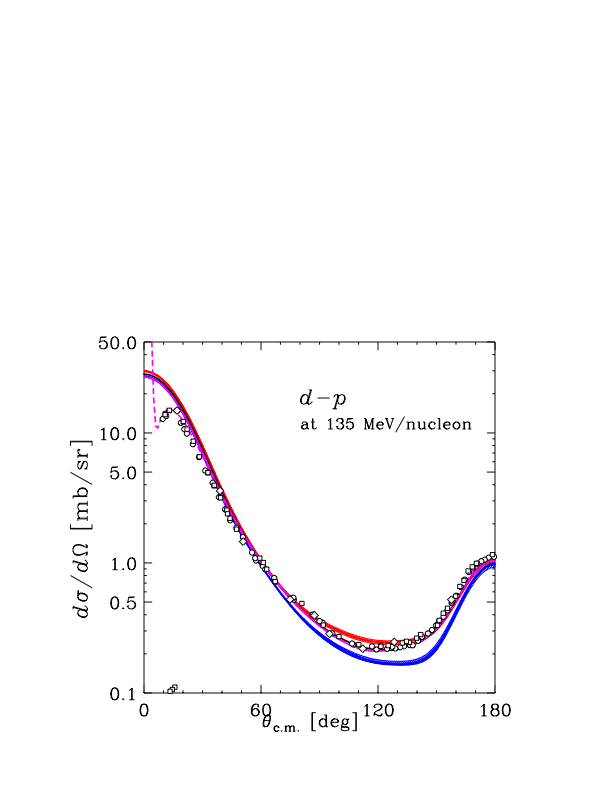 50.0
10.0
5.0
1.0
0.5
0.1
dσ/dΩ [mb/sr]
d-p
at 135 MeV/nucleon
0 60 120 180
θc.m. [deg]